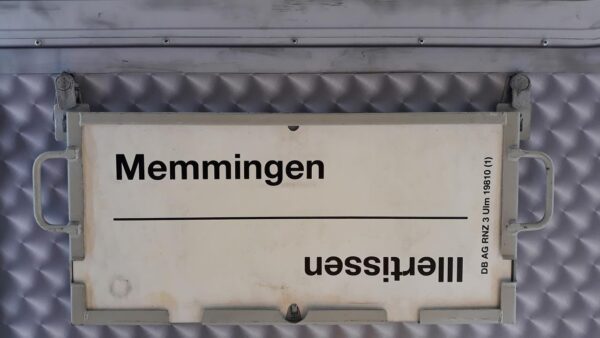 Memmingen
Illertissen
DB AG RNZ 3 Ulm 19810 (1)